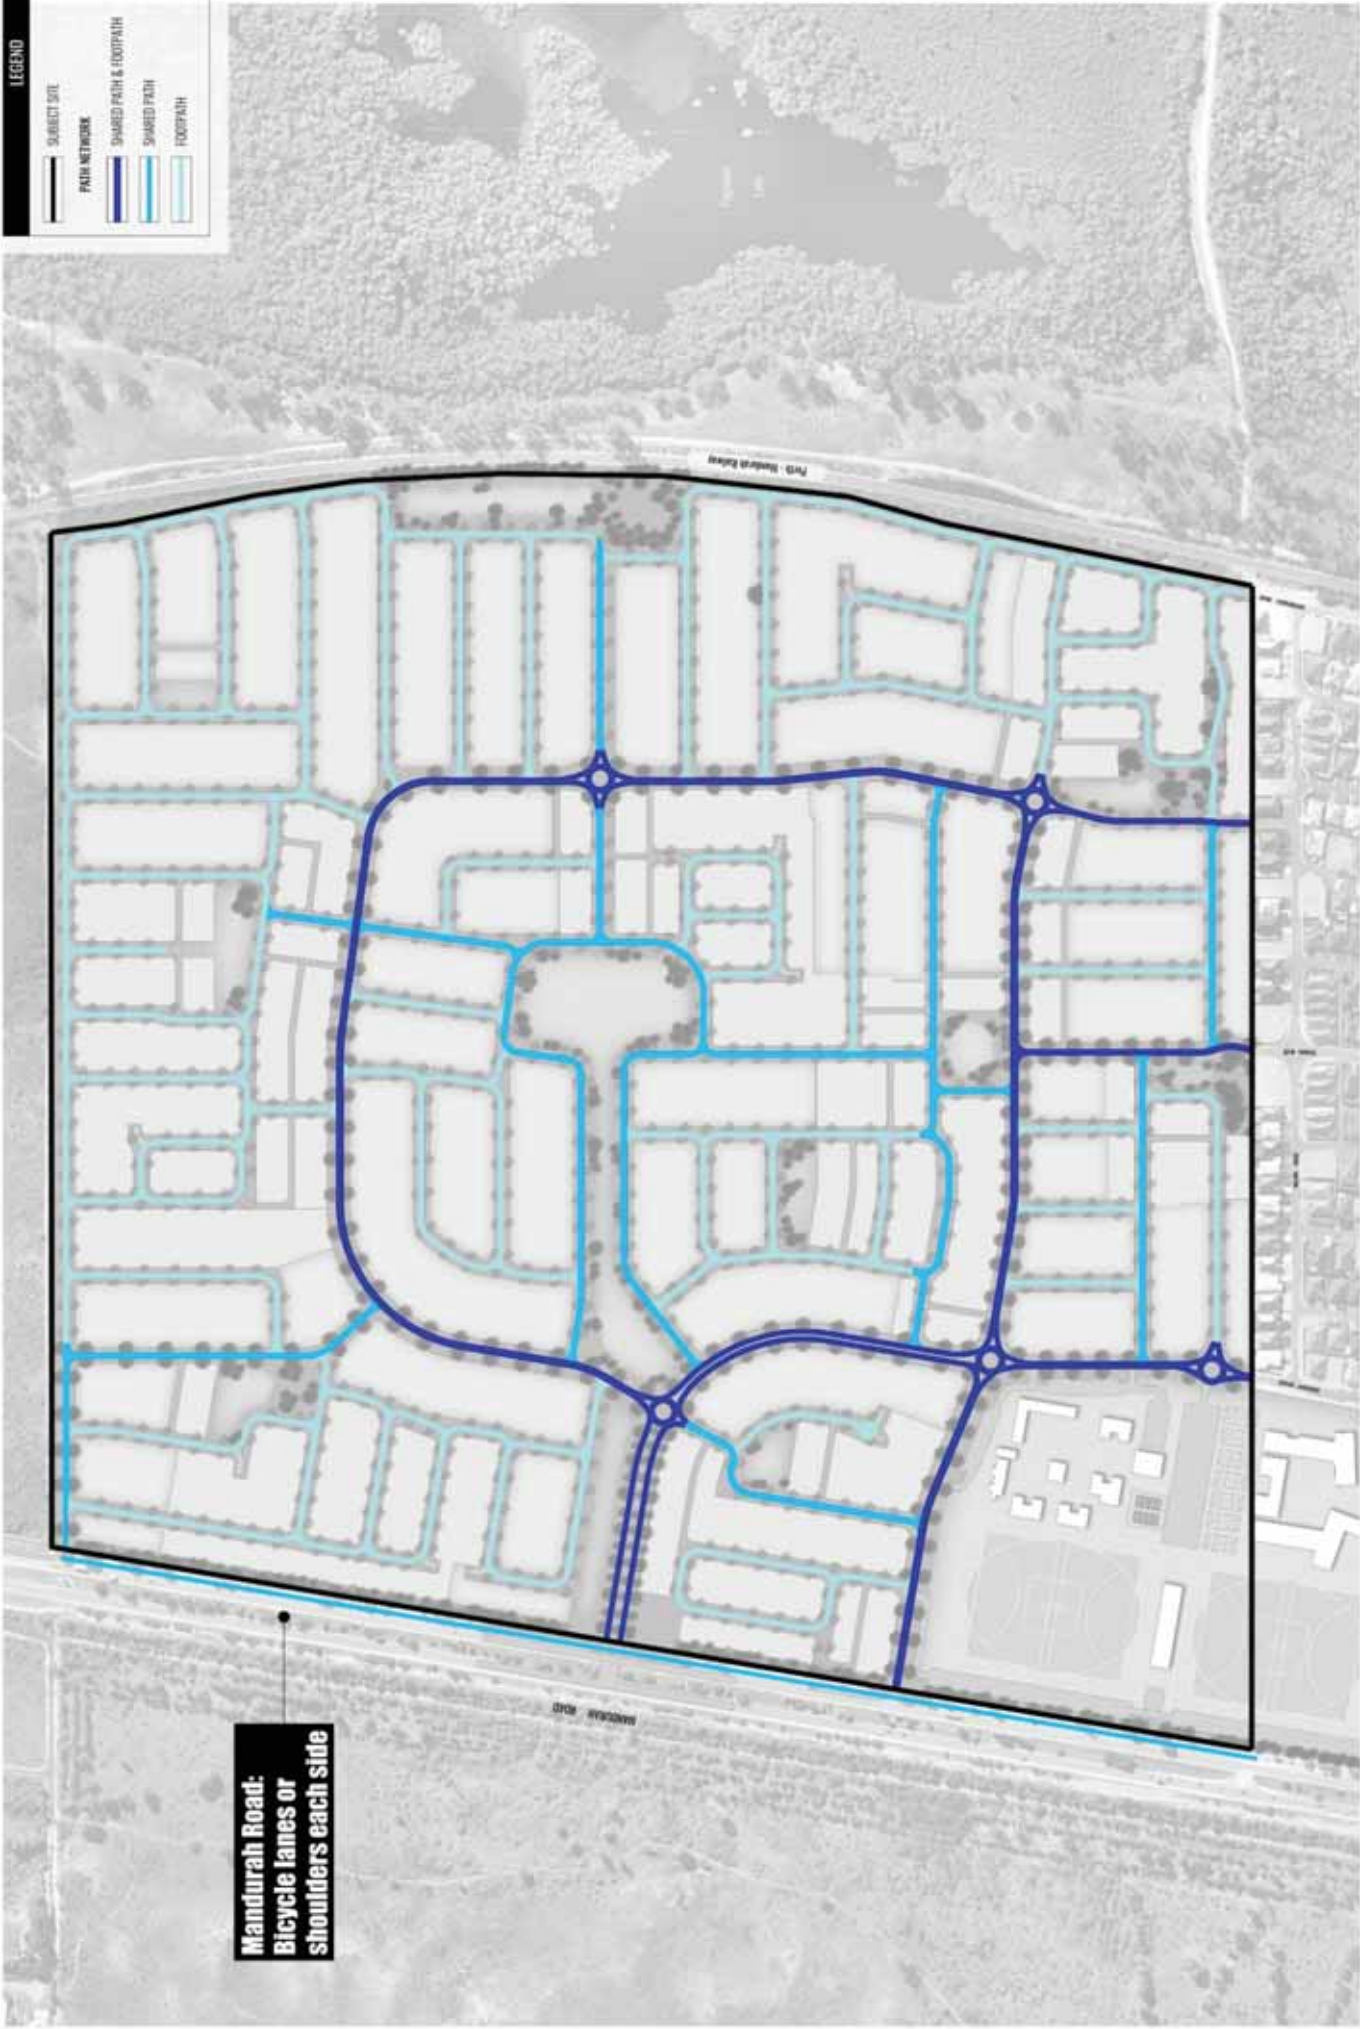 LEGEND
SUBJECT SITE
PATH NETWORK
SHARED PATH & FOOTPATH
SHARED PATH
FOOTPATH
Perth - Mandurah Railway
MANDURAH ROAD
Mandurah Road:
Bicycle lanes or
shoulders each side